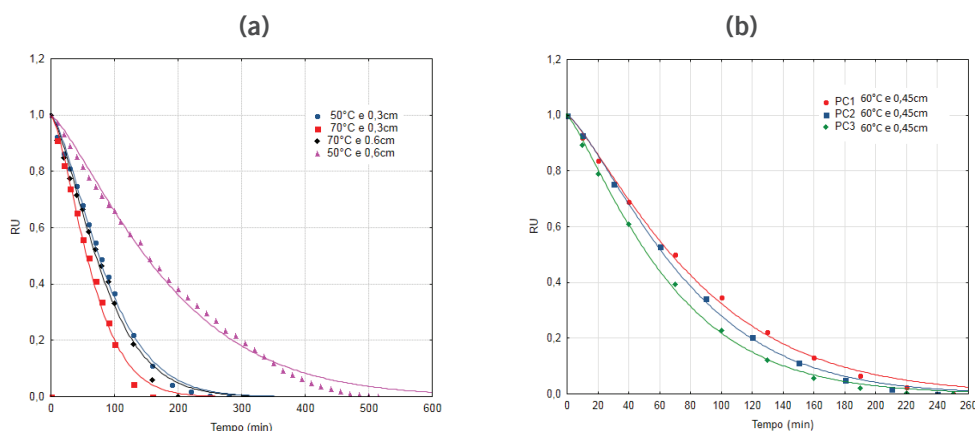 (a)
1,2
1,0
0,8
0,6
0,4
0,2
0,0
RU
0 100 200 300 400 500 600
Tempo (min)
50°C e 0,3cm
70°C e 0,3cm
70°C e 0.6cm
50°C e 0,6cm
(b)
1,2
1,0
0,8
0,6
0,4
0,2
0,0
RU
0 20 40 60 80 100 120 140 160 180 200 220 240 260
Tempo (min)
PC1 60°C e 0,45cm
PC2 60°C e 0,45cm
PC3 60°C e 0,45cm